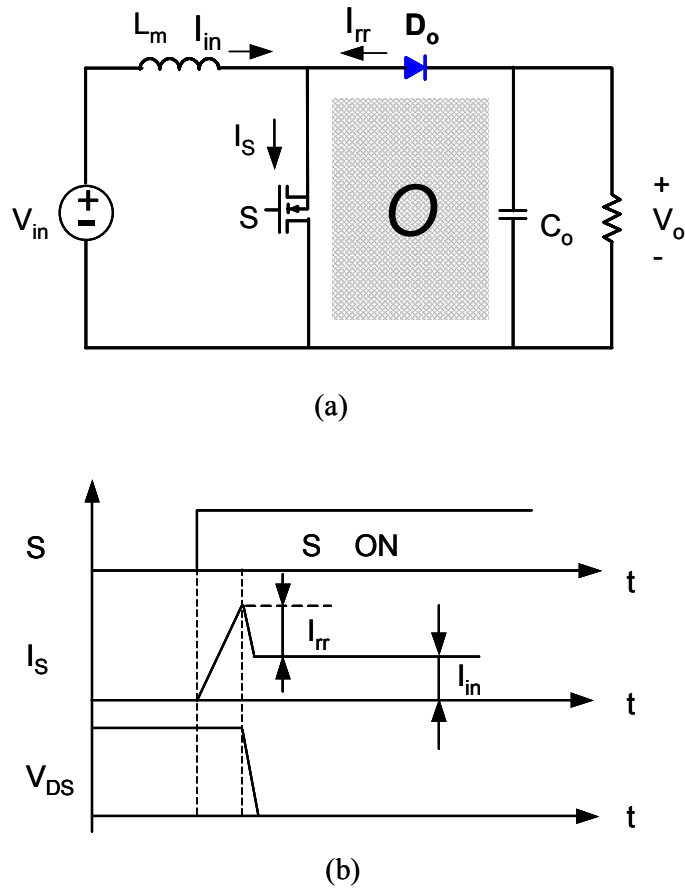 Lm Iin Irr Do
IS
+
-
Vin
S
O
Co
+
Vo
-
(a)
S
S ON
t
IS
Irr
Iin
t
VDS
t
(b)